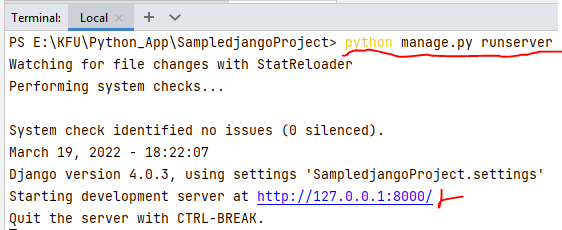 Terminal: Local ×
PS E:\KFU\Python_App\SampledjangoProject> python manage.py runserver
Watching for file changes with StatReloader
Performing system checks...
System check identified no issues (0 silenced).
March 19, 2022 - 18:22:07
Django version 4.0.3, using settings 'SampledjangoProject.settings'
Starting development server at http://127.0.0.1:8000/
Quit the server with CTRL-BREAK.